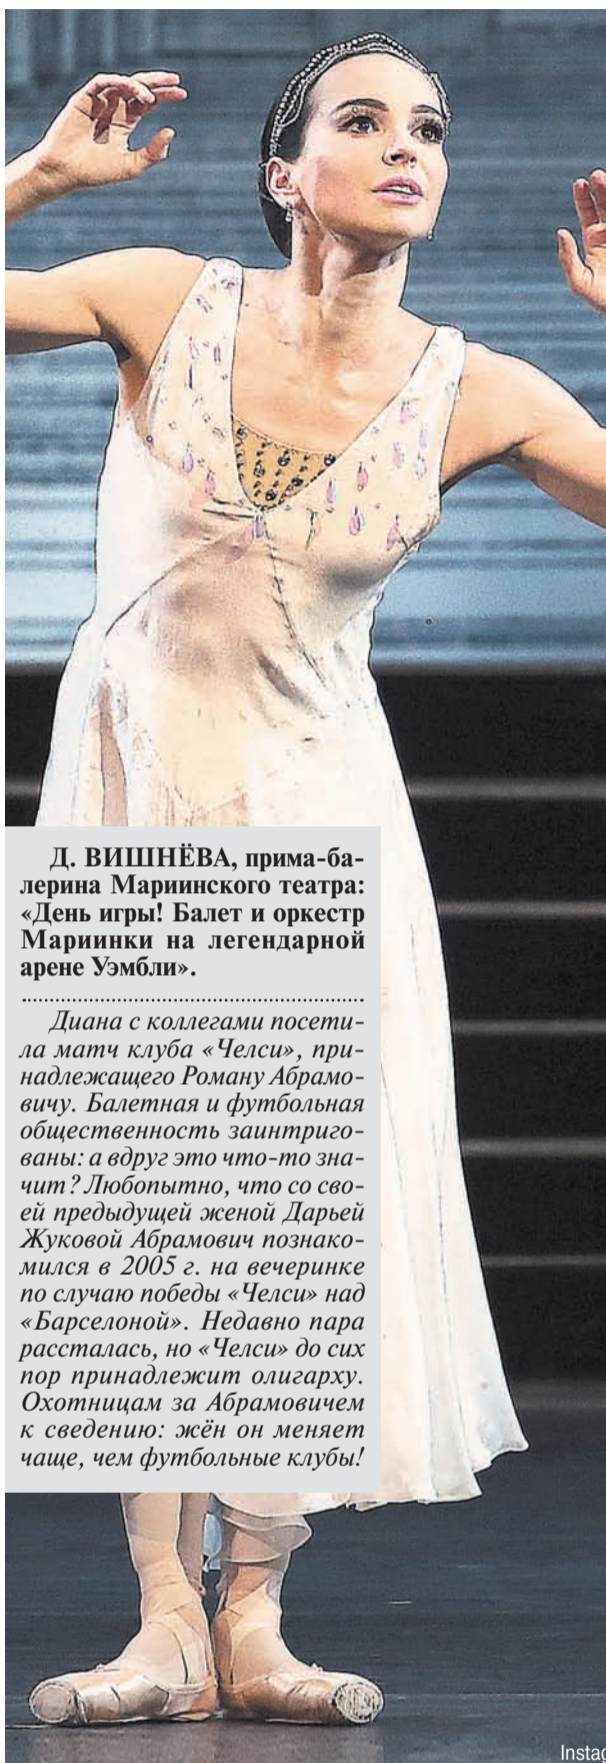 Д. ВИШНЁВА, прима-ба-
лерина Мариинского театра:
«День игры! Балет и оркестр
Мариинки на легендарной
арене Уэмбли».
Диана с коллегами посети-
ла матч клуба «Челси», при-
надлежащего Роману Абрамо-
вичу. Балетная и футбольная
общественность заинтриго-
ваны: а вдруг это что-то зна-
чит? Любопытно, что со сво-
ей предыдущей женой Дарьей
Жуковой Абрамович познако-
мился в 2005 г. на вечеринке
по случаю победы «Челси» над
«Барселоной». Недавно пара
рассталась, но «Челси» до сих
пор принадлежит олигарху.
Охотницам за Абрамовичем
к сведению: жён он меняет
чаще, чем футбольные клубы!